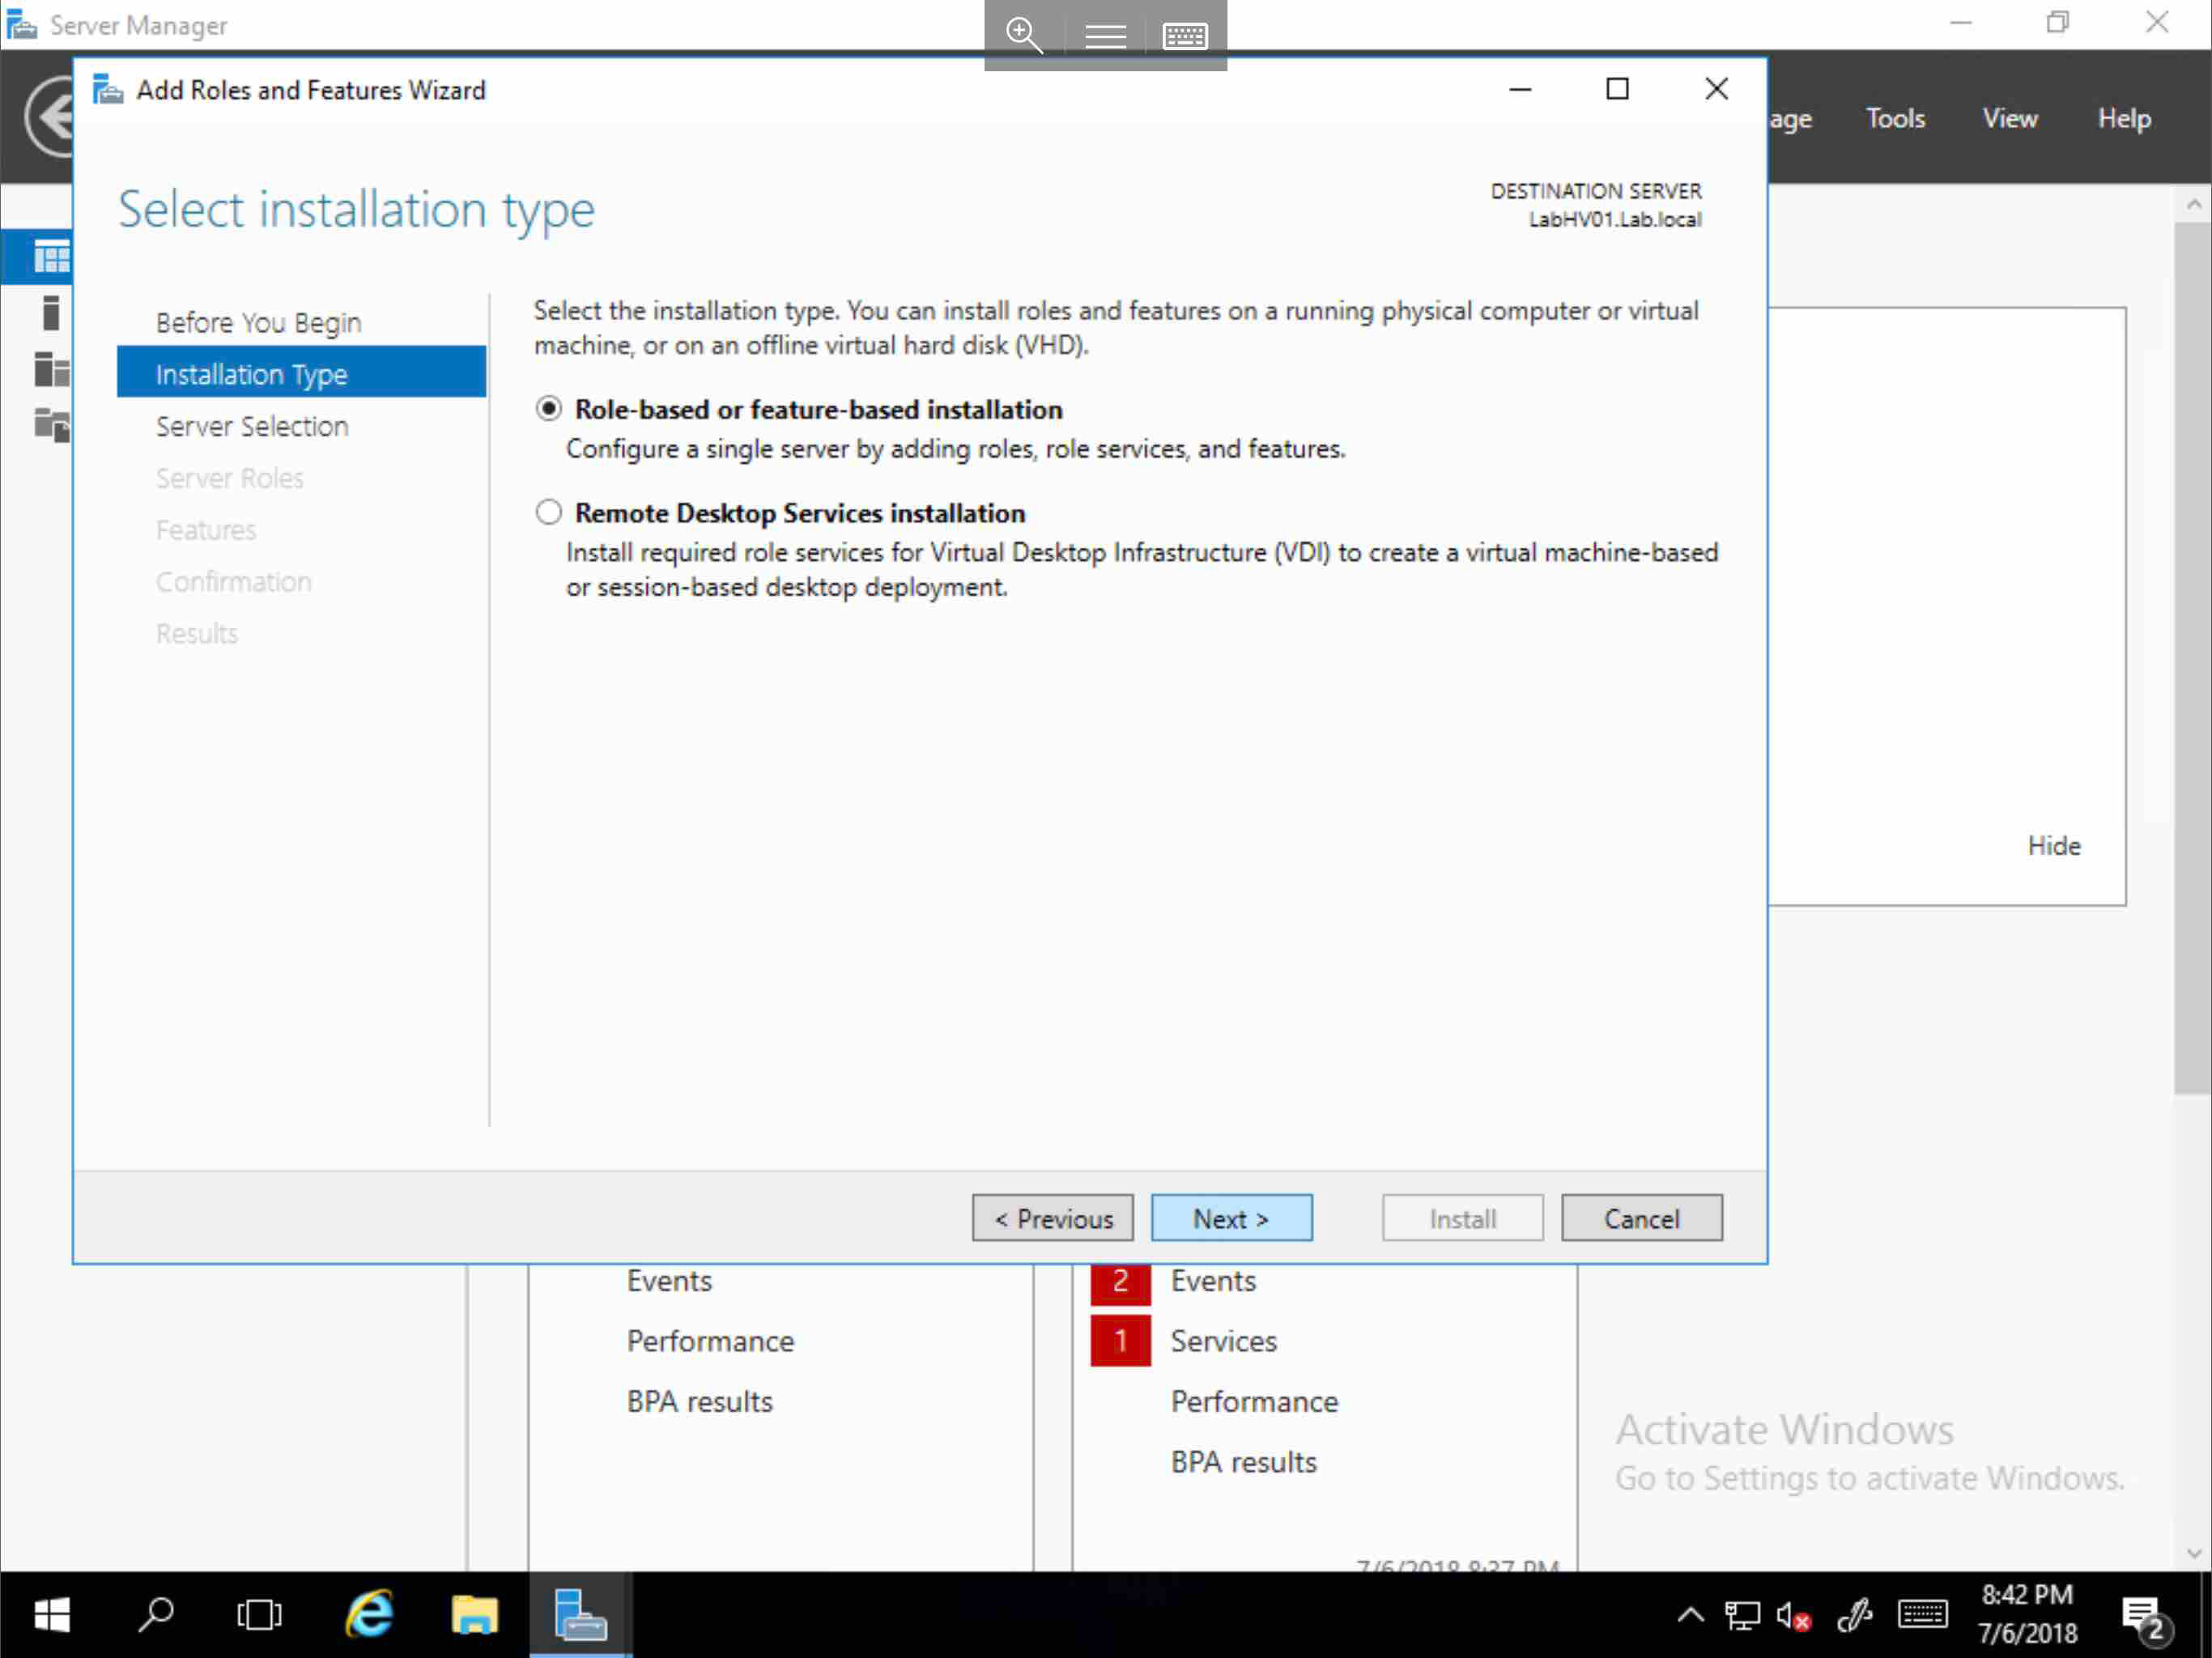 Server Manager
Add Roles and Features Wizard
age
Tools
View
Help
Select installation type
DESTINATION SERVER
LabHV01.Lab.local
Before You Begin
Installation Type
Server Selection
Server Roles
Features
Confirmation
Results
Select the installation type. You can install roles and features on a running physical computer or virtual
machine, or on an offline virtual hard disk (VHD).
Role-based or feature-based installation
Configure a single server by adding roles, role services, and features.
Remote Desktop Services installation
Install required role services for Virtual Desktop Infrastructure (VDI) to create a virtual machine-based
or session-based desktop deployment.
Hide
< Previous
Next >
Install
Cancel
Events
Performance
BPA results
2 Events
1 Services
Performance
BPA results
7/6/2018 8:37 PM
Activate Windows
Go to Settings to activate Windows.
8:42 PM
7/6/2018
2